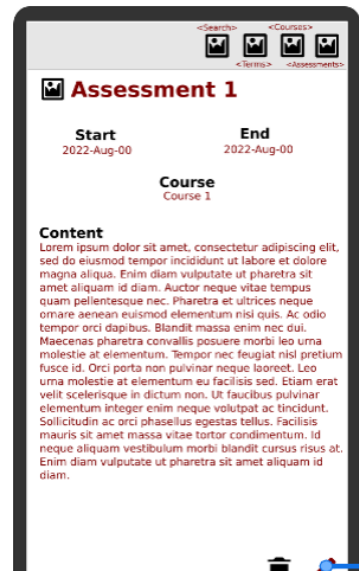 <Search>
<Courses>
<Terms>
<Assessments>
Assessment 1
Start
End
2022-Aug-00
2022-Aug-00
Course
Course 1
Content
Lorem ipsum dolor sit amet, consectetur adipiscing elit,
sed do eiusmod tempor incididunt ut labore et dolore
magna aliqua. Enim diam vulputate ut pharetra sit
amet aliquam id diam. Auctor neque vitae tempus
quam pellentesque nec. Pharetra et ultrices neque
ornare aenean euismod elementum nisi quis. Ac odio
tempor orci dapibus. Blandit massa enim nec dui.
Maecenas pharetra convallis posuere morbi leo urna
molestie at elementum. Tempor nec feugiat nisl pretium
fusce id. Orci porta non pulvinar neque laoreet. Leo
urna molestie at elementum eu facilisis sed. Etiam erat
velit scelerisque in dictum non. Ut faucibus pulvinar
elementum integer enim neque volutpat ac tincidunt.
Sollicitudin ac orci phasellus egestas tellus. Facilisis
mauris sit amet massa vitae tortor condimentum. Id
neque aliquam vestibulum morbi blandit cursus risus at.
Enim diam vulputate ut pharetra sit amet aliquam id
diam.